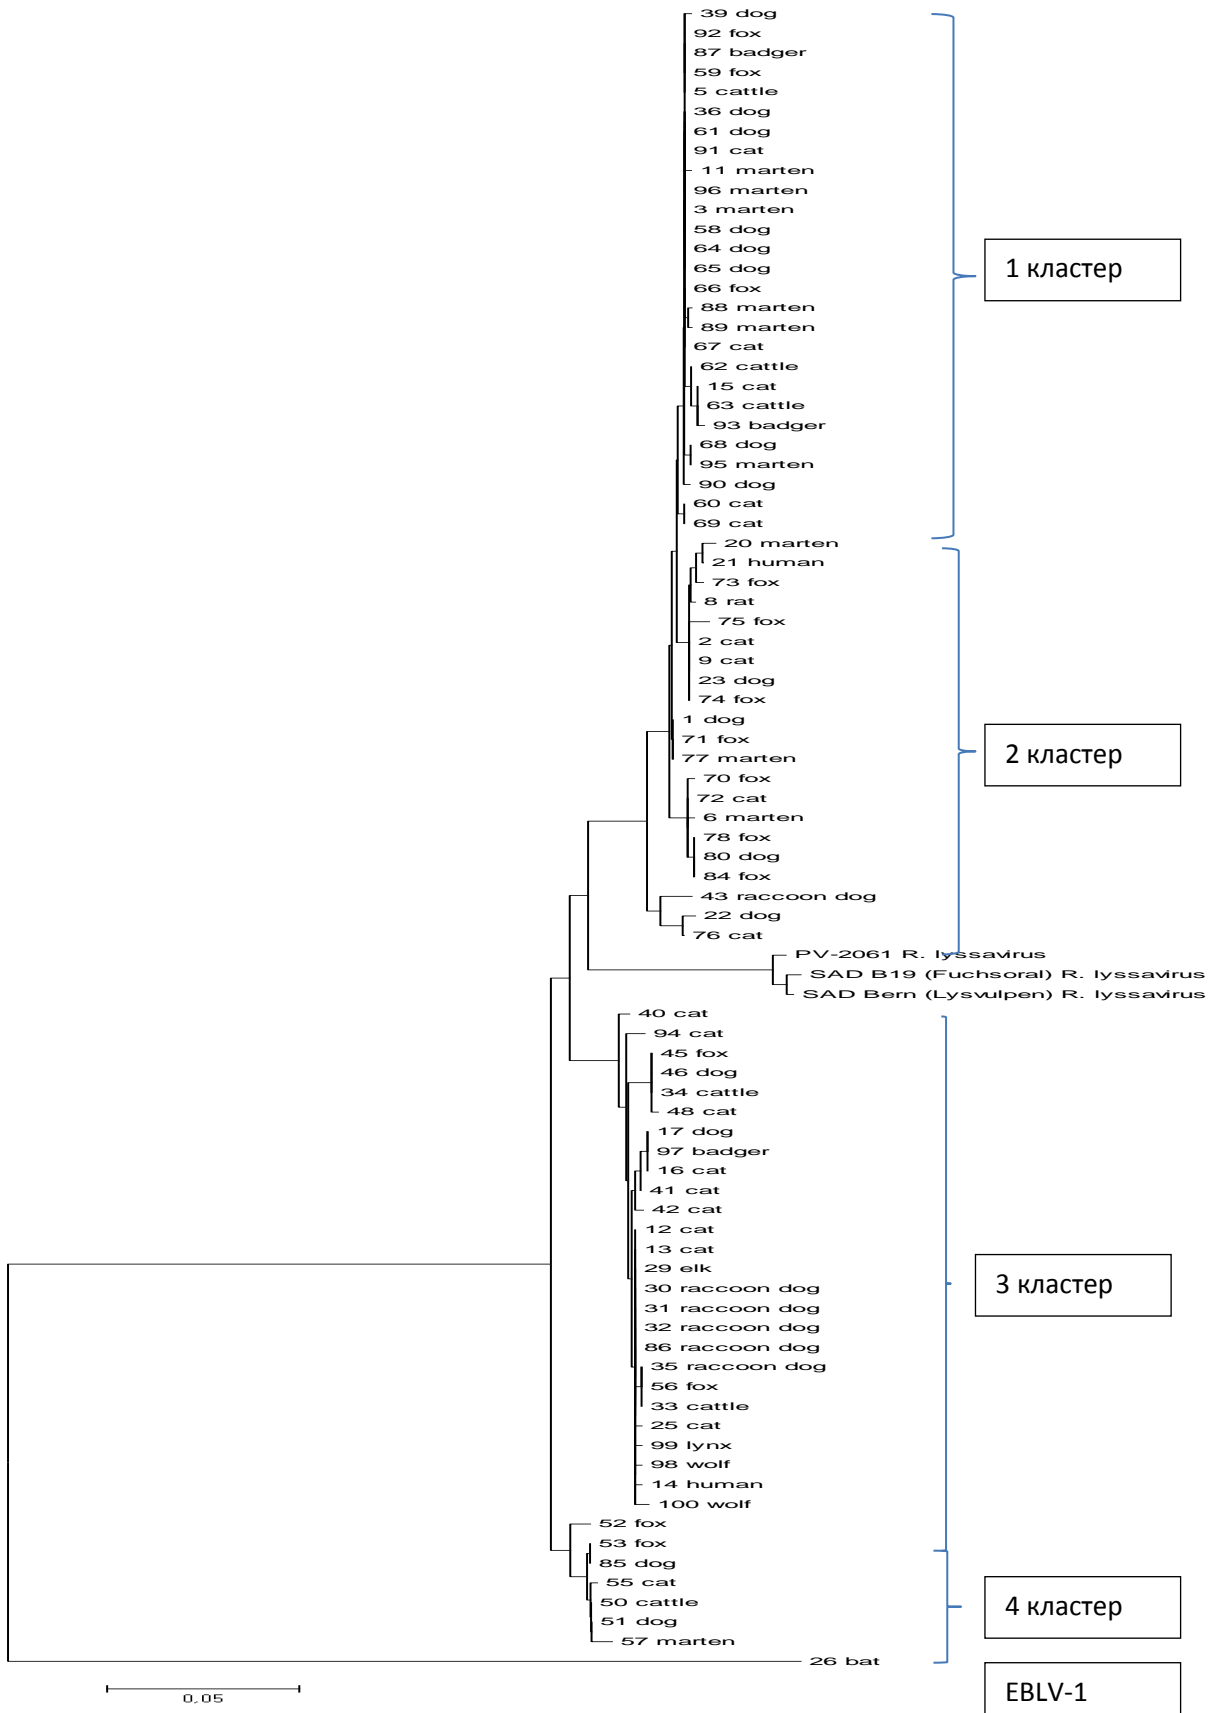 39 dog
92 fox
87 badger
59 fox
5 cattle
36 dog
61 dog
91 cat
11 marten
96 marten
3 marten
58 dog
64 dog
65 dog
66 fox
88 marten
89 marten
67 cat
62 cattle
15 cat
63 cattle
93 badger
68 dog
95 marten
90 dog
60 cat
69 cat
1 кластер
20 marten
21 human
73 fox
8 rat
75 fox
2 cat
9 cat
23 dog
74 fox
1 dog
71 fox
77 marten
70 fox
72 cat
6 marten
78 fox
80 dog
84 fox
43 raccoon dog
22 dog
76 cat
2 кластер
PV-2061 R. lyssavirus
SAD B19 (Fuchsoral) R. lyssavirus
SAD Bern (Lysvulpen) R. lyssavirus
40 cat
94 cat
45 fox
46 dog
34 cattle
48 cat
17 dog
97 badger
16 cat
41 cat
42 cat
12 cat
13 cat
29 elk
30 raccoon dog
31 raccoon dog
32 raccoon dog
86 raccoon dog
35 raccoon dog
56 fox
33 cattle
25 cat
99 lynx
98 wolf
14 human
100 wolf
3 кластер
52 fox
53 fox
85 dog
55 cat
50 cattle
51 dog
57 marten
4 кластер
26 bat
EBLV-1
0,05